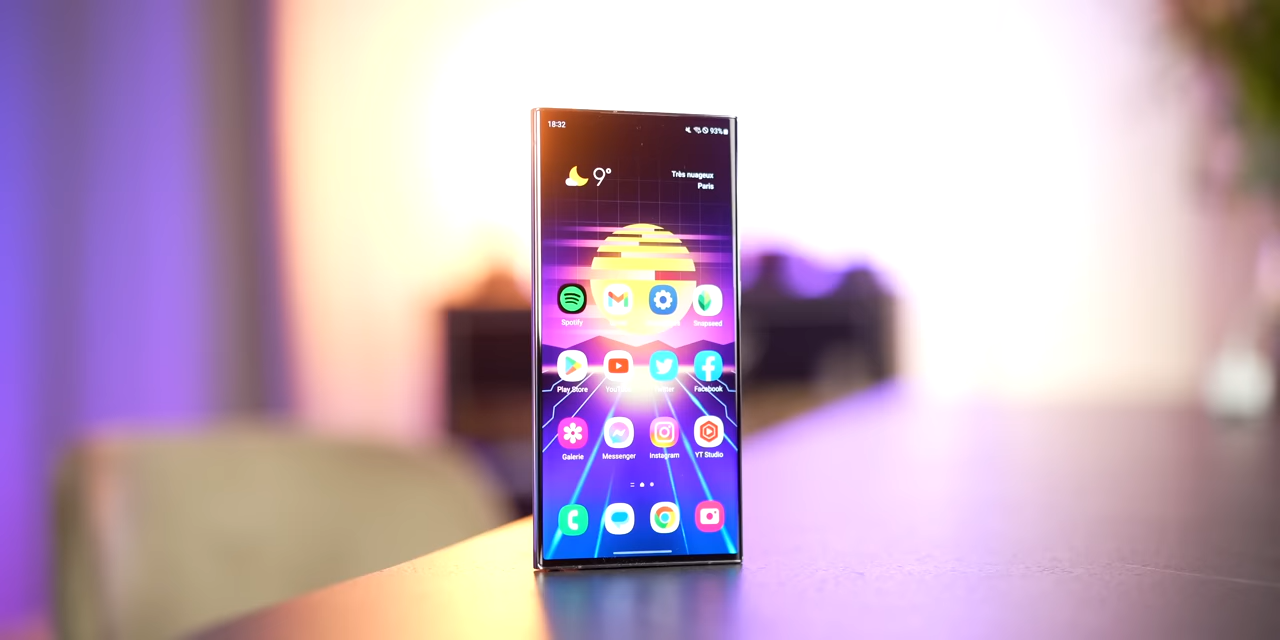 18:32
93%
9°
Très nuageux
Paris
Spotify
Snapseed
Play Store
Facebook
Galerie
Messenger
Instagram
YT Studio